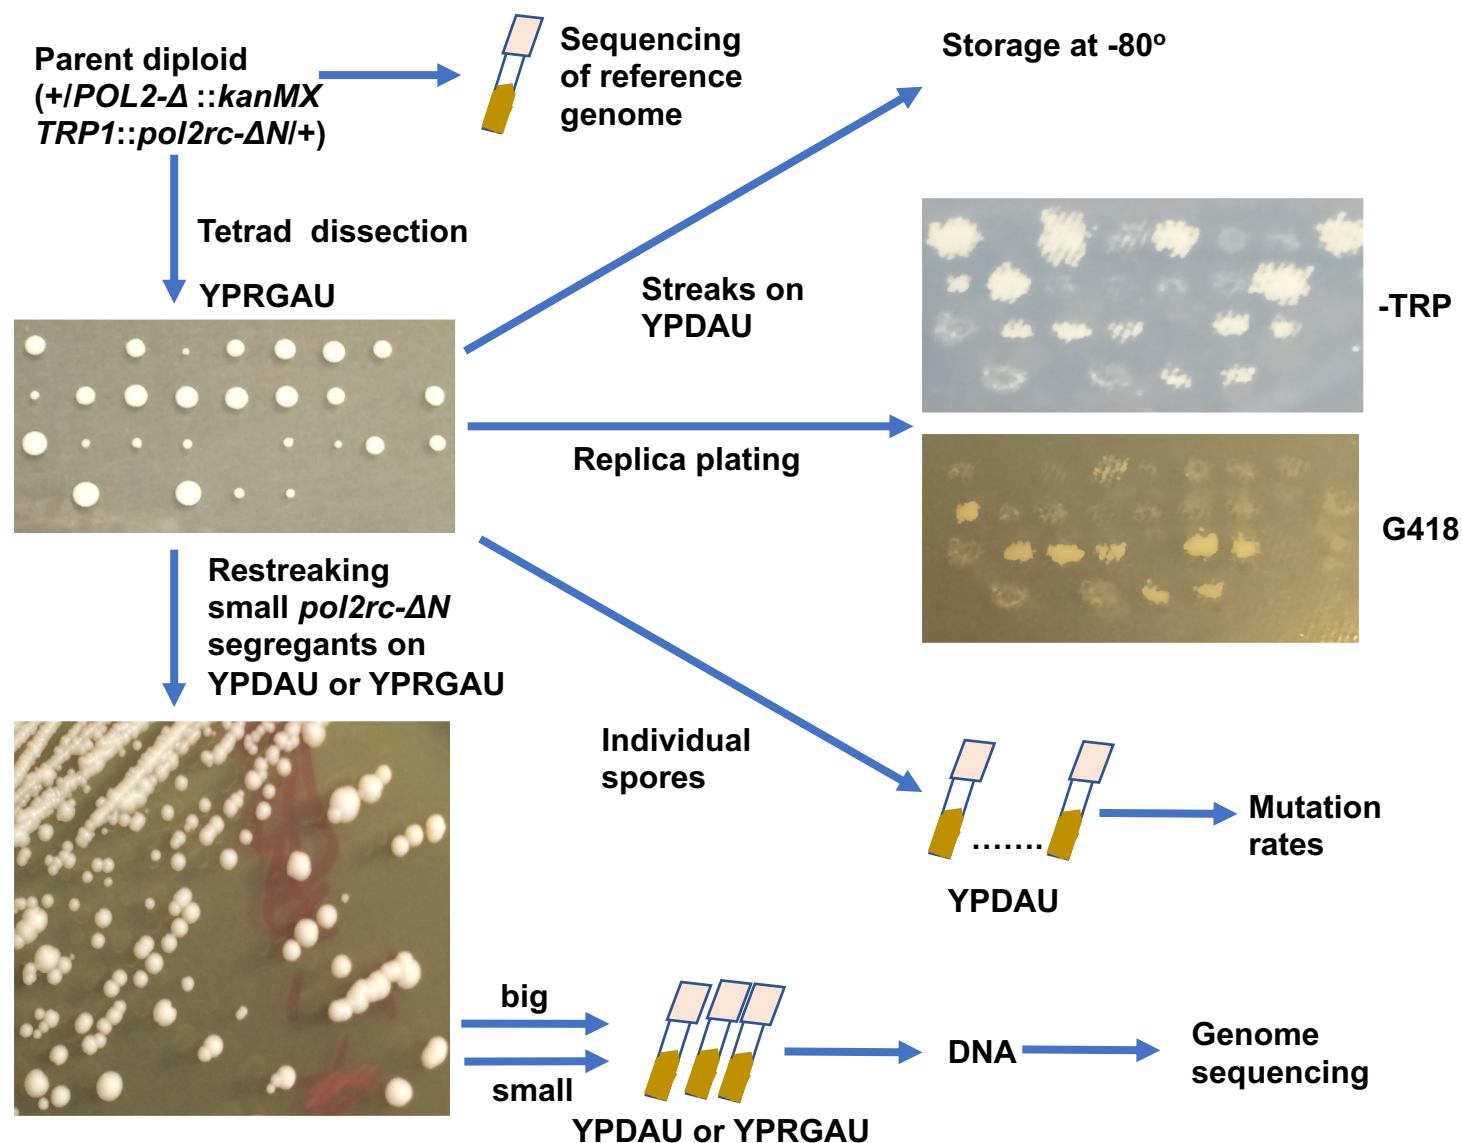 Parent diploid
(+/POL2-Δ ::kanMX
TRP1::pol2rc-ΔN/+)
Sequencing
of reference
genome
Storage at -80º
Tetrad dissection
YPRGAU
Streaks on
YPDAU
-TRP
Replica plating
G418
Restreaking
small pol2rc-ΔN
segregants on
YPDAU or YPRGAU
Individual
spores
.......
Mutation
rates
YPDAU
big
small
YPDAU or YPRGAU
DNA
Genome
sequencing